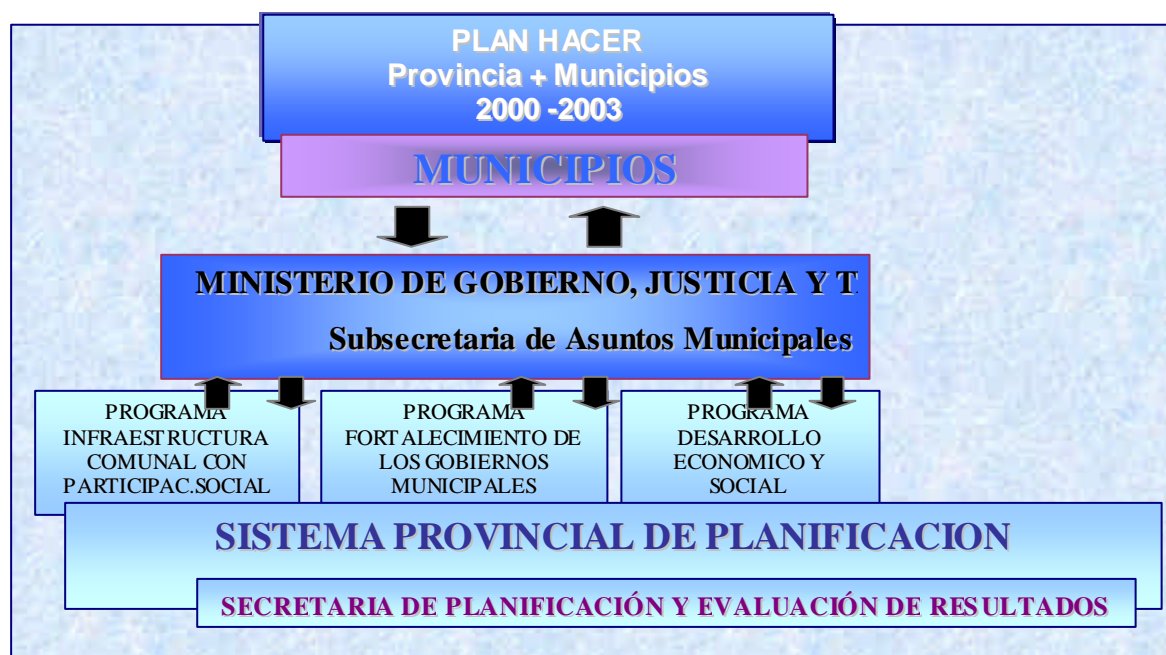 PLAN HACER
Provincia + Municipios
2000 -2003
MUNICIPIOS
MINISTERIO DE GOBIERNO, JUSTICIA Y T
Subsecretaria de Asuntos Municipales
PROGRAMA
INFRAESTRUCTURA
COMUNAL CON
PARTICIPAC.SOCIAL
PROGRAMA
FORTALECIMIENTO DE
LOS GOBIERNOS
MUNICIPALES
PROGRAMA
DESARROLLO
ECONOMICO Y
SOCIAL
SISTEMA PROVINCIAL DE PLANIFICACION
SECRETARIA DE PLANIFICACIÓN Y EVALUACIÓN DE RESULTADOS